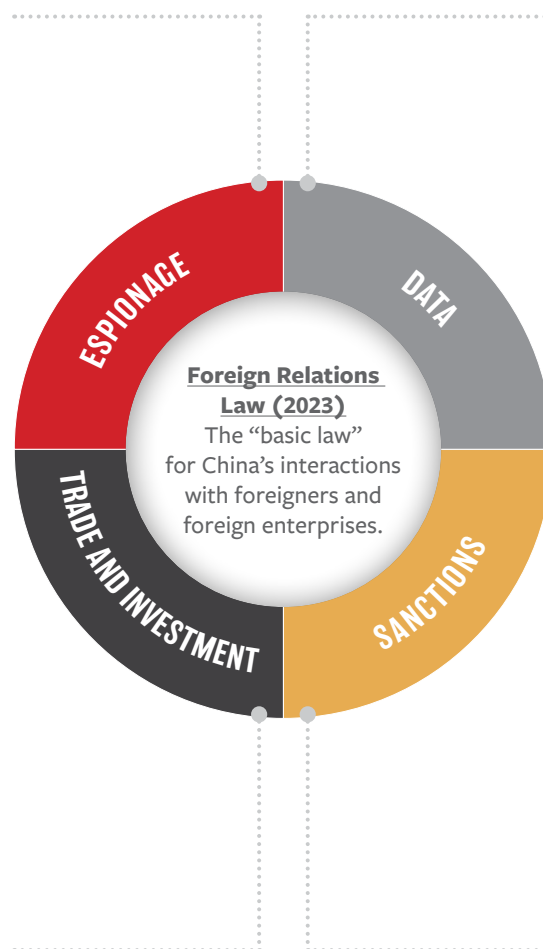 ESPIONAGE
DATA
Foreign Relations
Law (2023)
The “basic law”
for China’s interactions
with foreigners and
foreign enterprises.
TRADE AND INVESTMENT
SANCTIONS